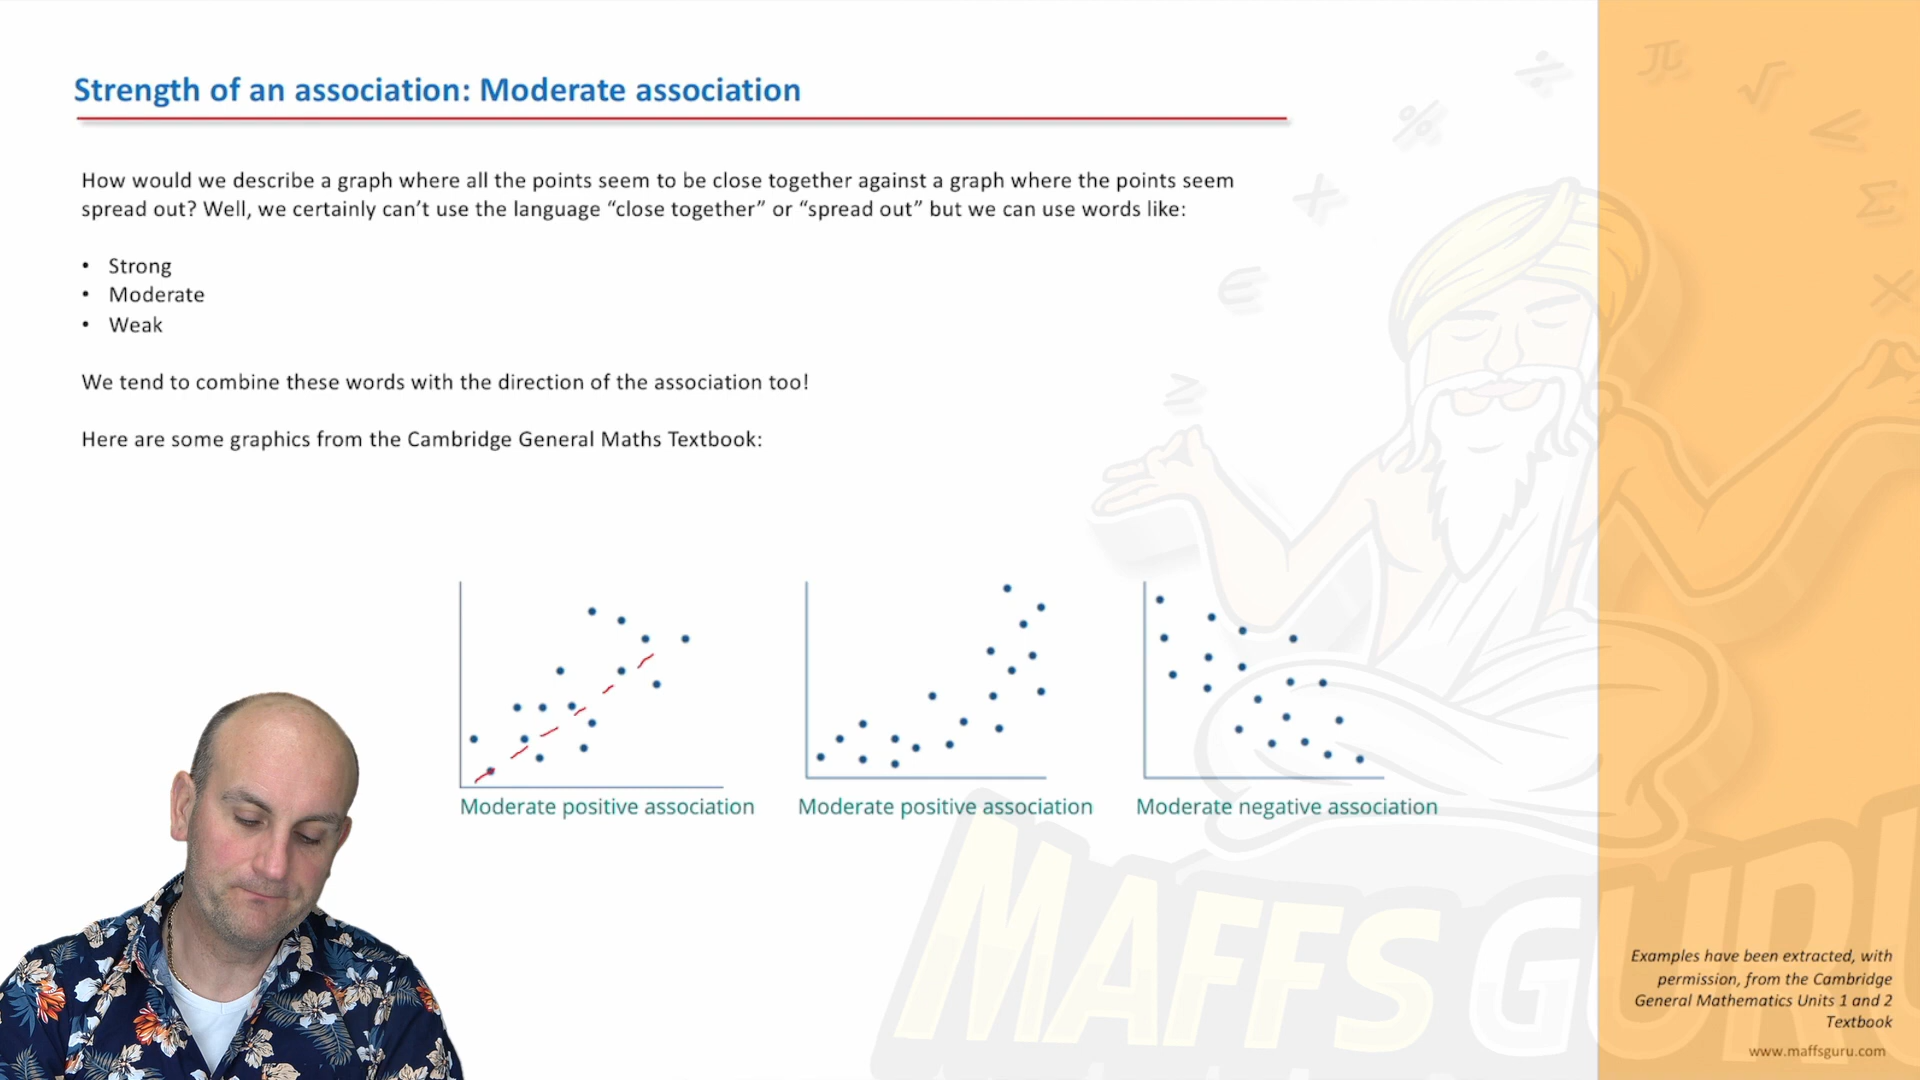 Strength of an association: Moderate association
How would we describe a graph where all the points seem to be close together against a graph where the points seem
spread out? Well, we certainly can’t use the language “close together” or “spread out” but we can use words like:
• Strong
• Moderate
• Weak
We tend to combine these words with the direction of the association too!
Here are some graphics from the Cambridge General Maths Textbook:
Moderate positive association
Moderate positive association
Moderate negative association
MAFFS GURU
Examples have been extracted, with
permission, from the Cambridge
General Mathematics Units 1 and 2
Textbook
www.maffsguru.com